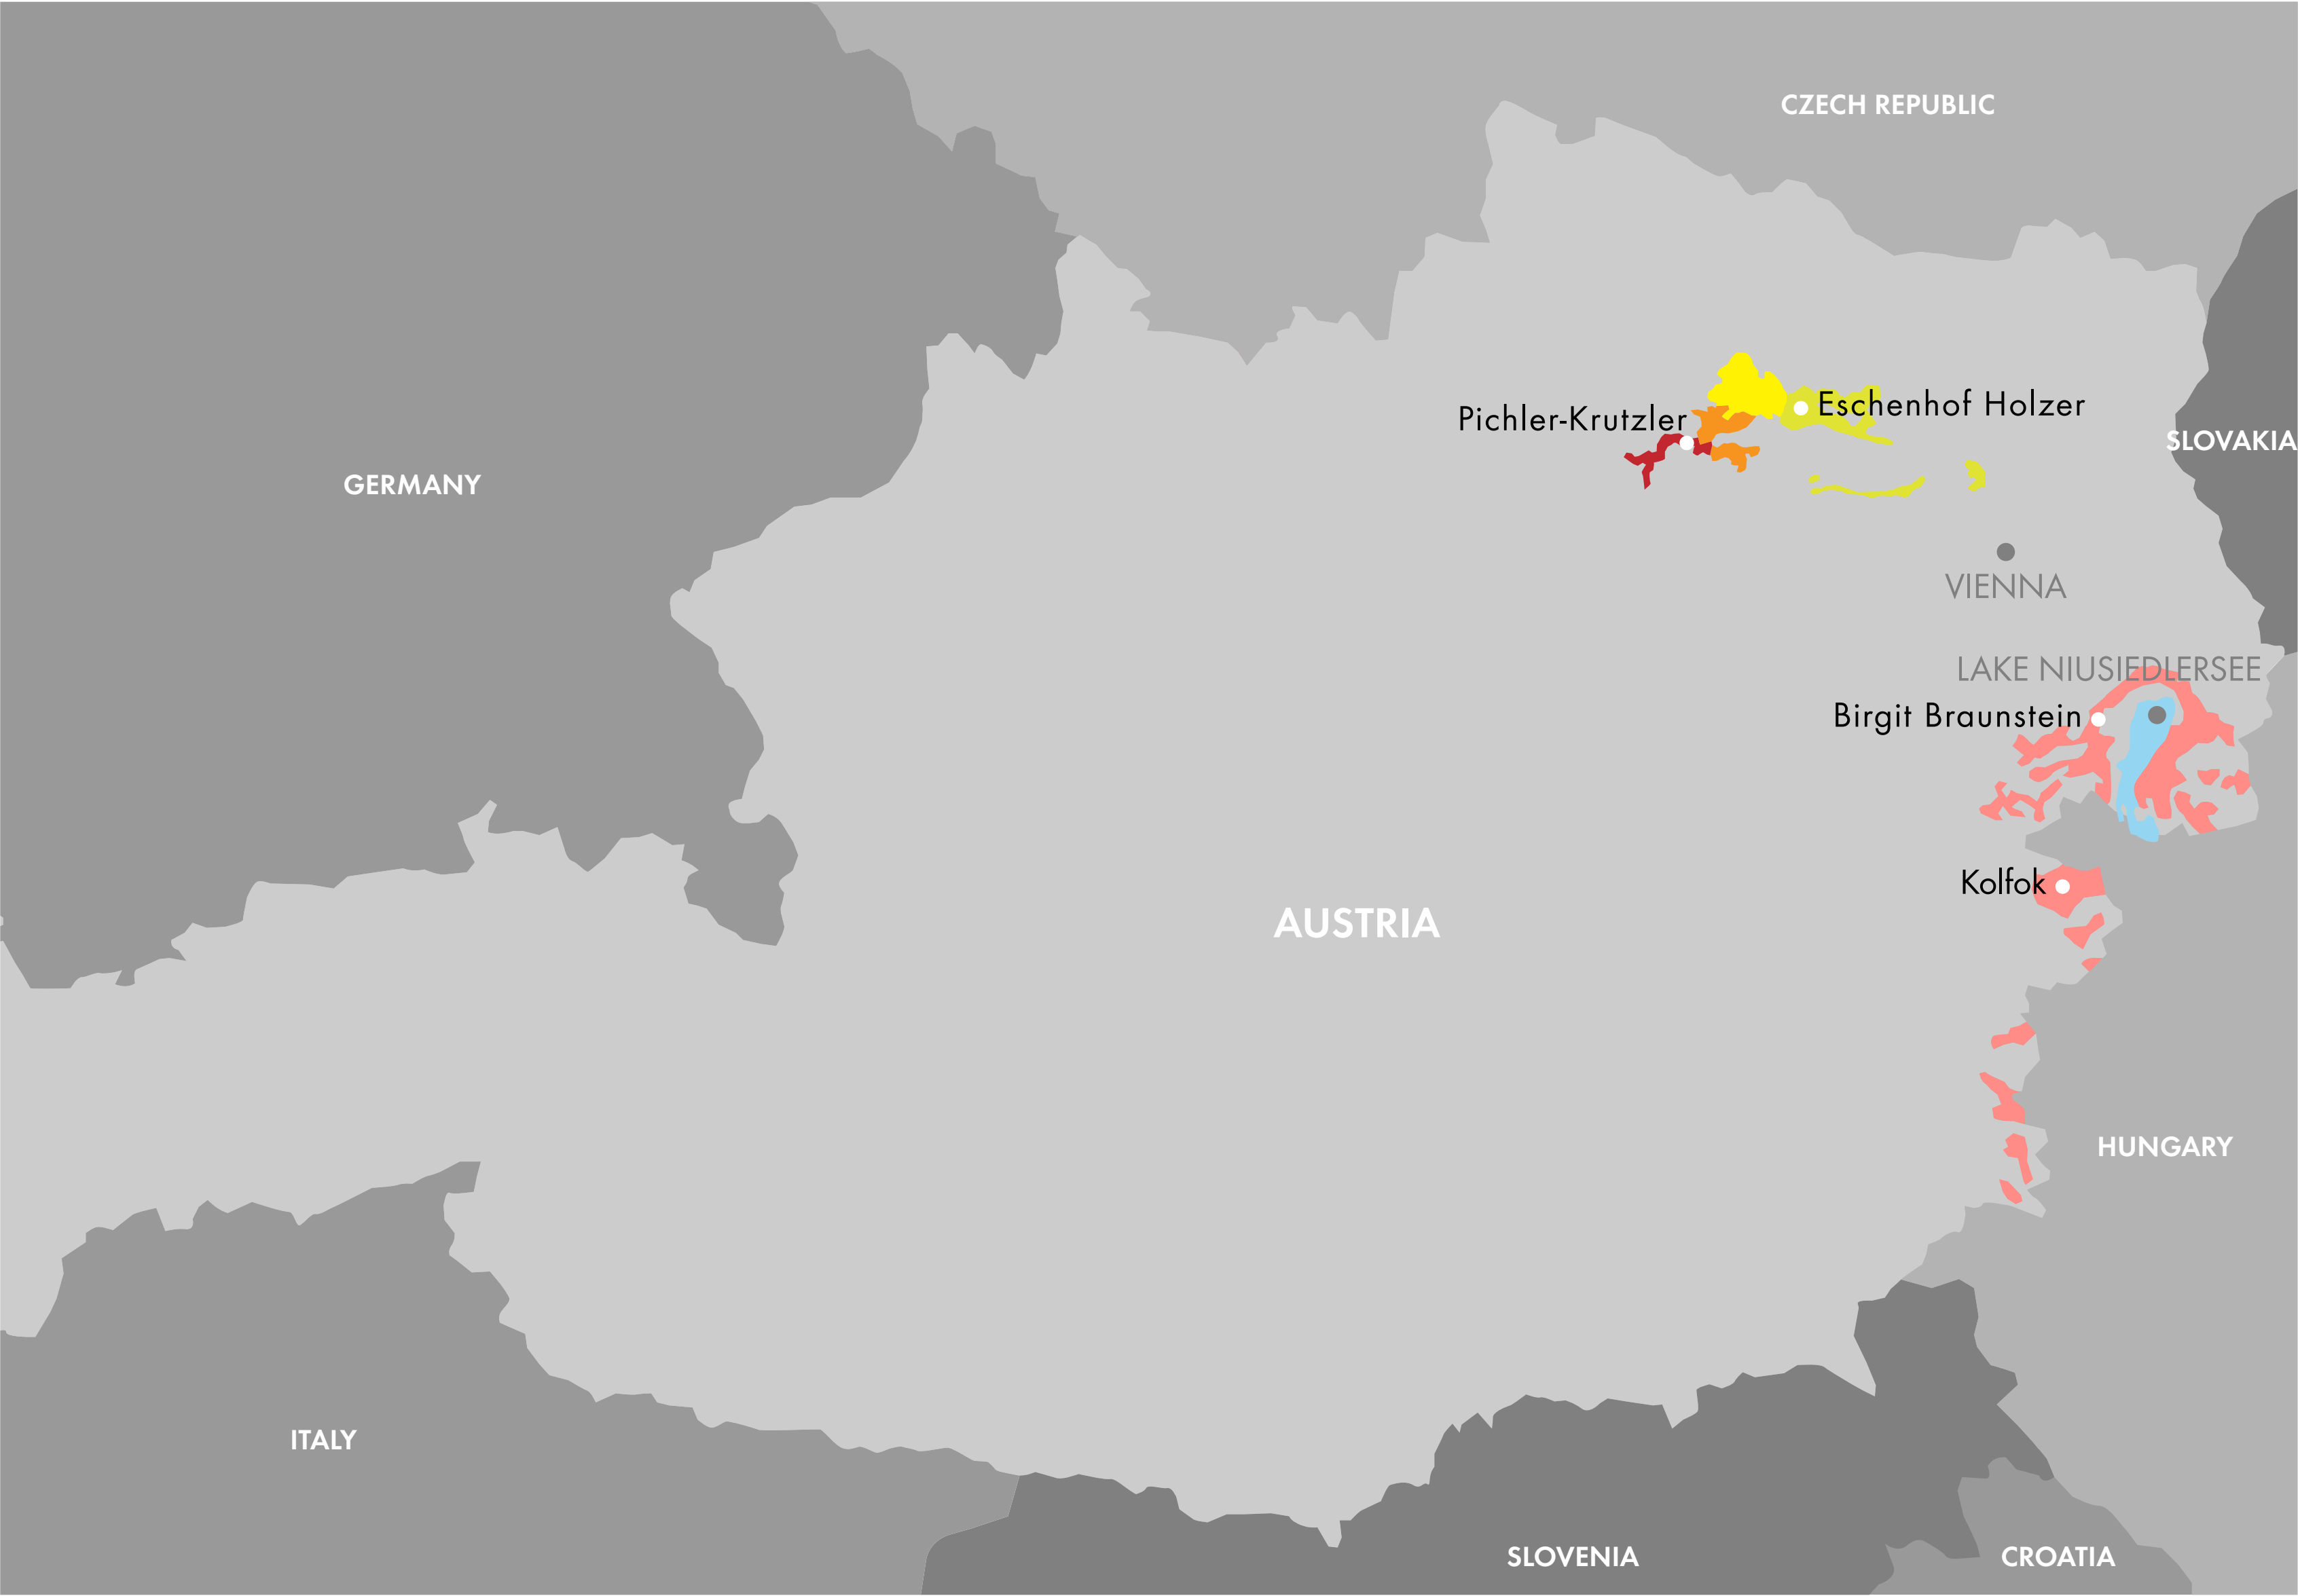 CZECH REPUBLIC
Eschenhof Holzer
Pichler-Krutzler
SLOVAKIA
GERMANY
VIENNA
LAKE NIUSIEDLERSEE
Birgit Braunstein
Kolfok
AUSTRIA
HUNGARY
ITALY
SLOVENIA
CROATIA